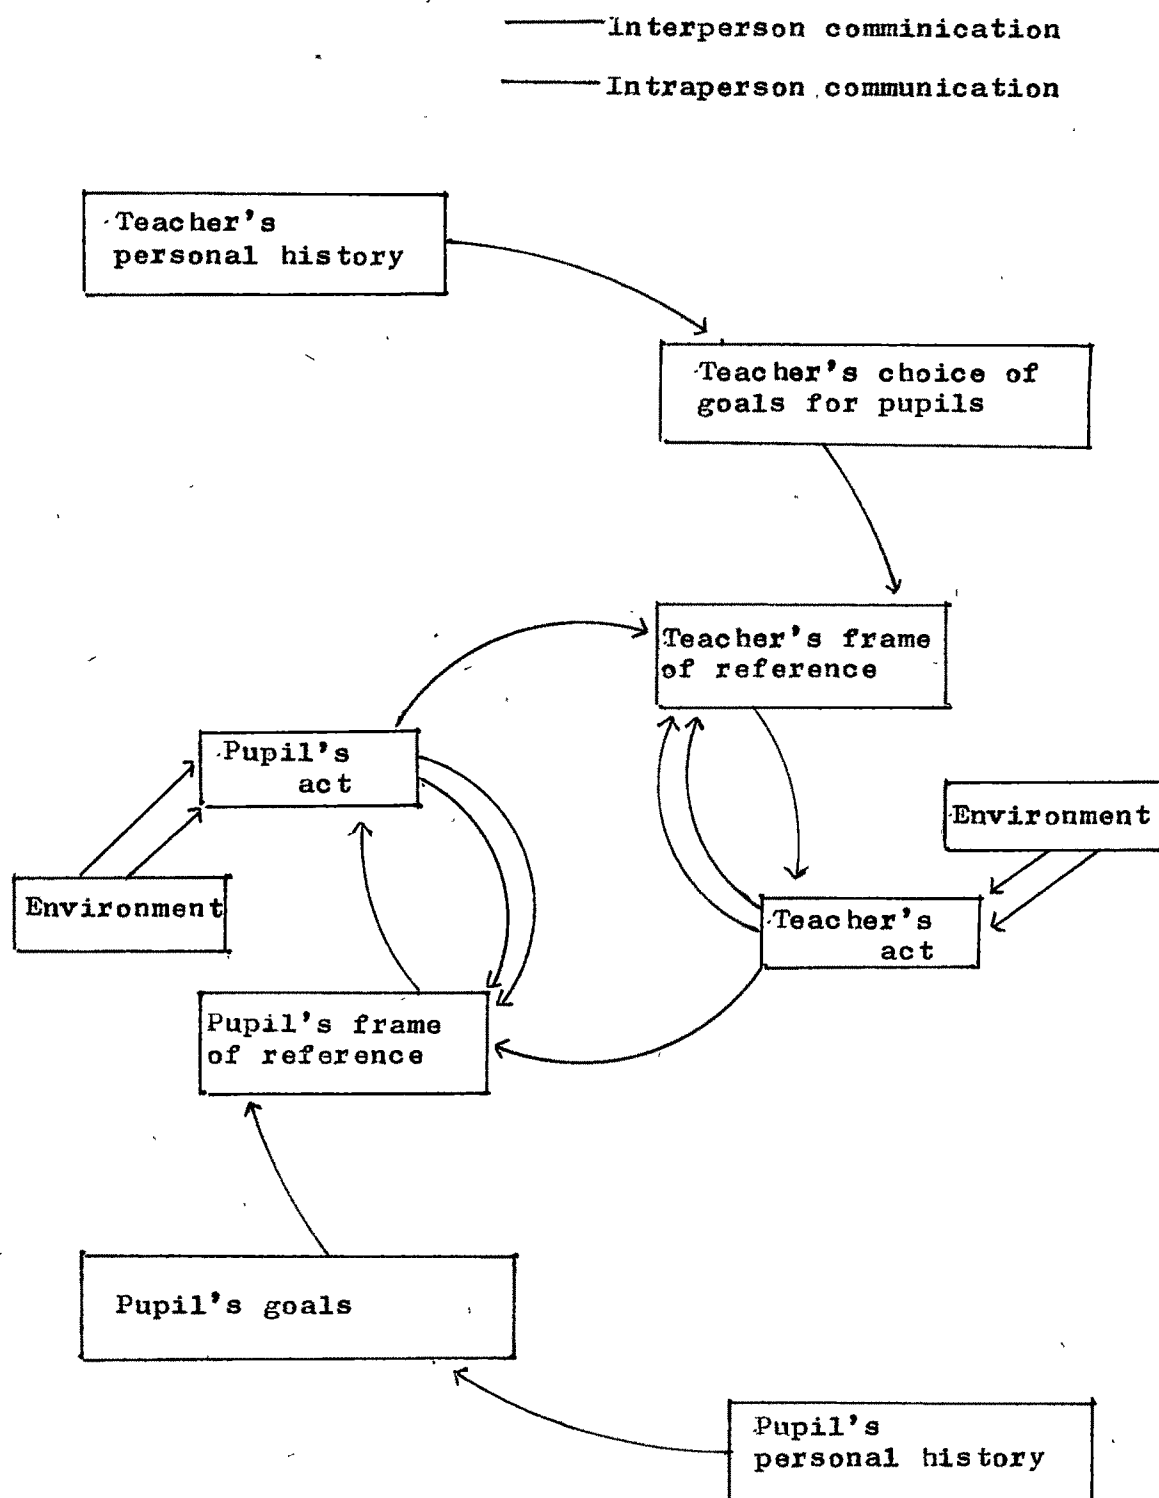 Interperson comminication
Intraperson communication
Teacher's
personal history
Teacher's choice of
goals for pupils
Teacher's frame
of reference
Pupil's
act
Environment
Environment
Teacher's
act
Pupil's frame
of reference
Pupil's goals
Pupil's
personal history